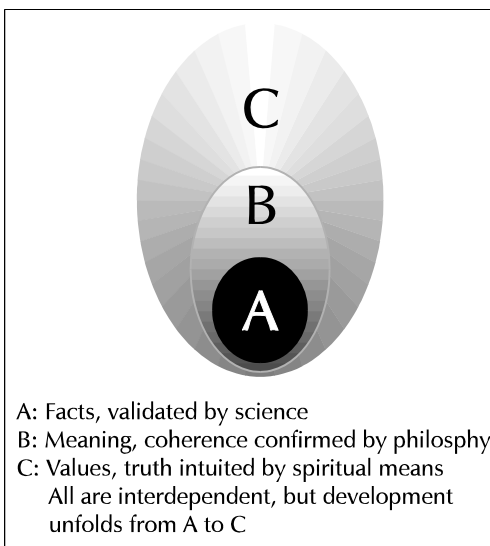 C
B
A
A: Facts, validated by science
B: Meaning, coherence confirmed by philosphy
C: Values, truth intuited by spiritual means
All are interdependent, but development
unfolds from A to C